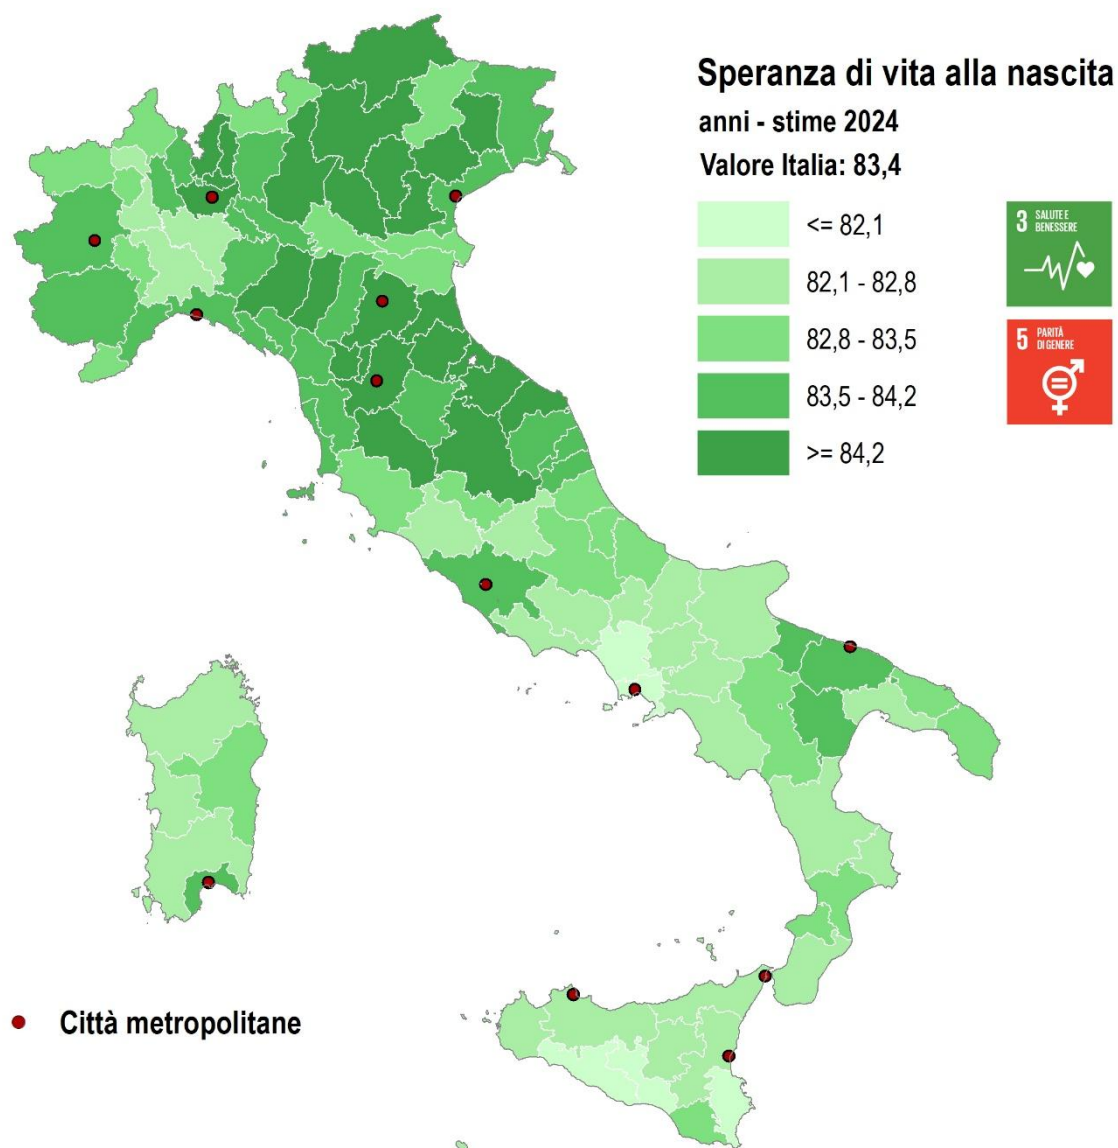 Speranza di vita alla nascita
anni - stime 2024
Valore Italia: 83,4
<= 82,1
82,1 - 82,8
82,8 - 83,5
83,5 - 84,2
>= 84,2
3 SALUTE E
BENESSERE
5 PARITÀ
DI GENERE
Città metropolitane